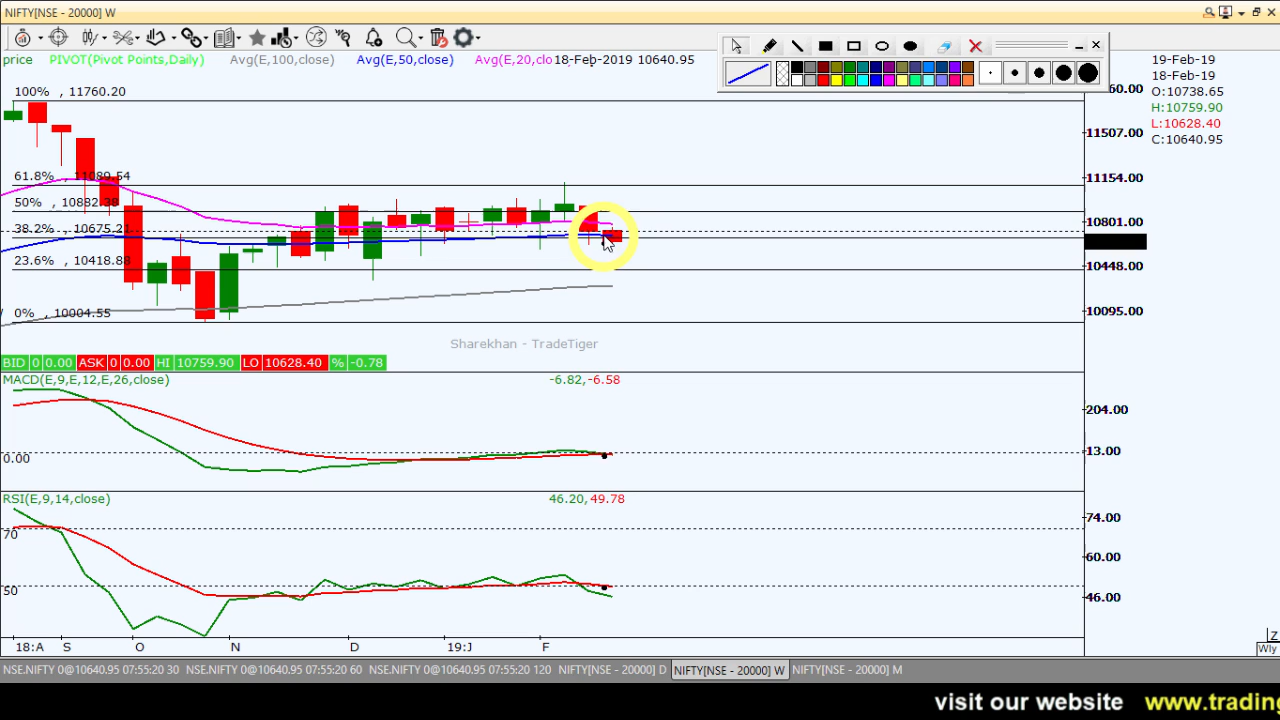 NIFTY[NSE - 20000] W
price PIVOT(Pivot Points,Daily) Avg(E,100,close) Avg(E,50,close) Avg(E,20,clo 18-Feb-2019 10640.95
19-Feb-19
18-Feb-19
O:10738.65
H:10759.90
L:10628.40
C:10640.95
100% , 11760.20
61.8% , 11089.54
50% , 10882.38
38.2% , 10675.21
23.6% , 10418.88
0% , 10004.55
60.00
11507.00
11154.00
10801.00
10448.00
10095.00
Sharekhan - TradeTiger
BID 0 0.00 ASK 0 0.00 HI 10759.90 LO 10628.40 % -0.78
MACD(E,9,E,12,E,26,close) -6.82,-6.58
204.00
13.00
0.00
RSI(E,9,14,close) 46.20,49.78
74.00
70
60.00
50
46.00
18:A S O N D 19:J F
Z
Wly
NSE.NIFTY 0@10640.95 07:55:20 30 NSE.NIFTY 0@10640.95 07:55:20 60 NSE.NIFTY 0@10640.95 07:55:20 120 NIFTY[NSE - 20000] D NIFTY[NSE - 20000] W NIFTY[NSE - 20000] M
visit our website www.trading